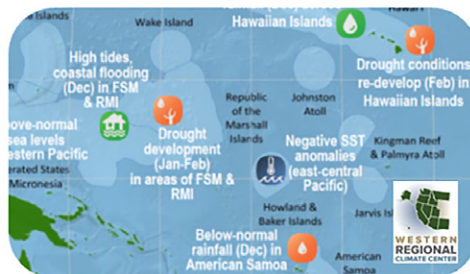 Islands
Wake Island
Hawaiian Islands
High tides,
coastal flooding
(Dec) in FSM
& RMI
Drought conditions
re-develop (Feb) in
Hawaiian Islands
Republic
of the
Marshall
Islands
Johnston
Atoll
sea levels
Drought
development
(Jan-Feb)
in areas of FSM &
RMI
Negative SST
anomalies
(east-central
Pacific)
Kingman Reef
& Palmyra Atoll
Micronesia
Howland &
Baker Islands
Jarvis
Below-normal
rainfall (Dec) in
American Samoa
American
Samoa
WESTERN
REGIONAL
CLIMATE CENTER